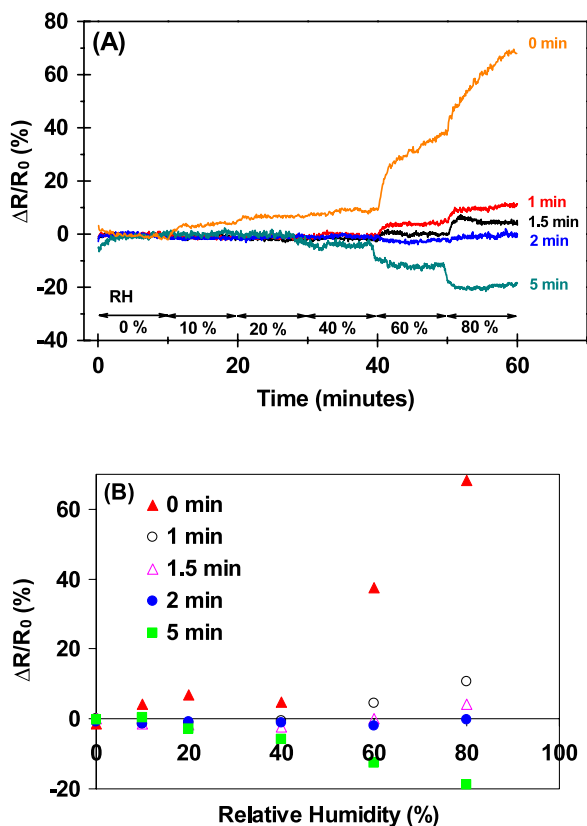 (A)
80
60
40
20
0
-20
-40
ΔR/R₀ (%)
0 min
1 min
1.5 min
2 min
5 min
RH
0 % 10 % 20 % 40 % 60 % 80 %
0 20 40 60
Time (minutes)
(B)
60
40
20
0
-20
ΔR/R₀ (%)
0 min
1 min
1.5 min
2 min
5 min
0 20 40 60 80 100
Relative Humidity (%)